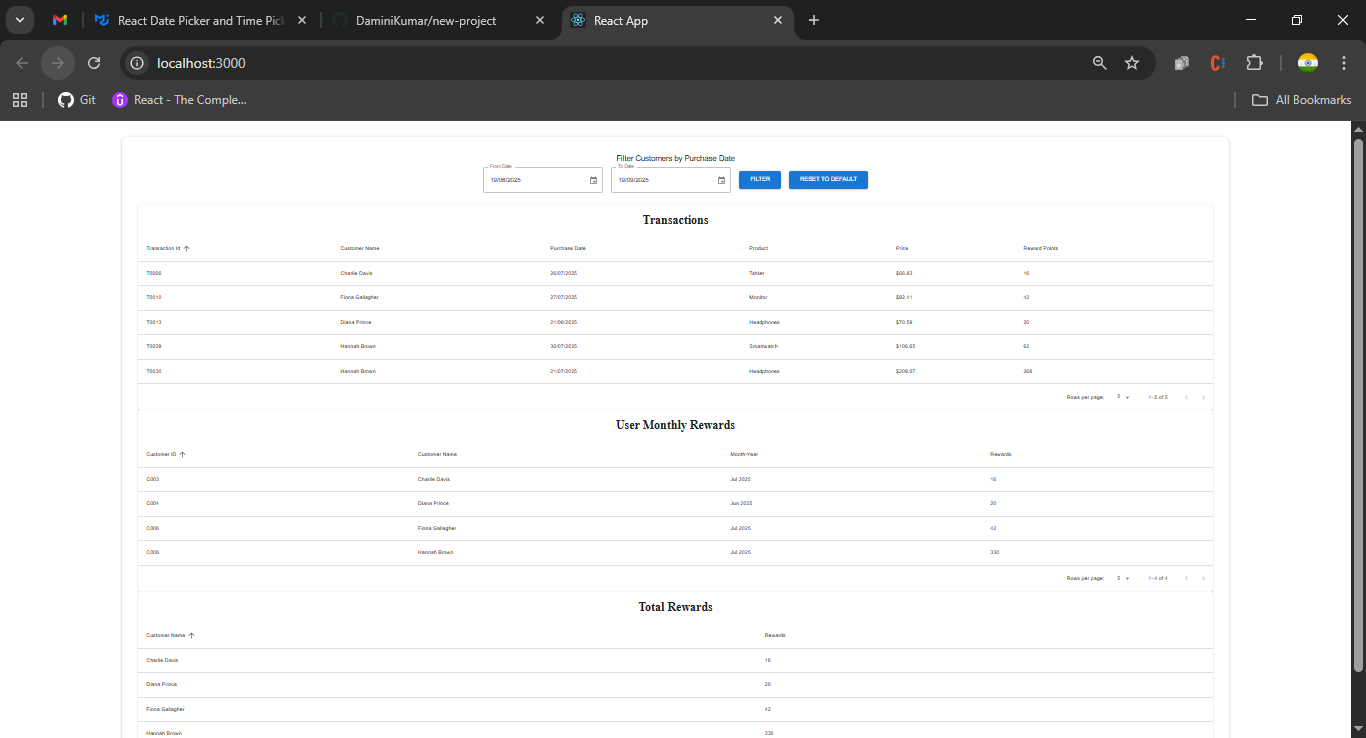 React Date Picker and Time Pic
DaminiKumar/new-project
React App
localhost:3000
Git
React - The Comple...
All Bookmarks
Filter Customers by Purchase Date
From Date
To Date
19/06/2025
19/09/2025
FILTER
RESET TO DEFAULT
Transactions
Transaction Id Customer Name Purchase Date Product Price Reward Points
T0006 Charlie Davis 26/07/2025 Tablet $66.83 16
T0010 Fiona Gallagher 27/07/2025 Monitor $92.41 42
T0013 Diana Prince 21/06/2025 Headphones $70.59 20
T0029 Hannah Brown 30/07/2025 Smartwatch $106.65 62
T0030 Hannah Brown 21/07/2025 Headphones $209.07 268
Rows per page: 5 1–5 of 5
User Monthly Rewards
Customer ID Customer Name Month-Year Rewards
C003 Charlie Davis Jul 2025 16
C004 Diana Prince Jun 2025 20
C006 Fiona Gallagher Jul 2025 42
C008 Hannah Brown Jul 2025 330
Rows per page: 5 1–4 of 4
Total Rewards
Customer Name Rewards
Charlie Davis 16
Diana Prince 20
Fiona Gallagher 42
Hannah Brown 330